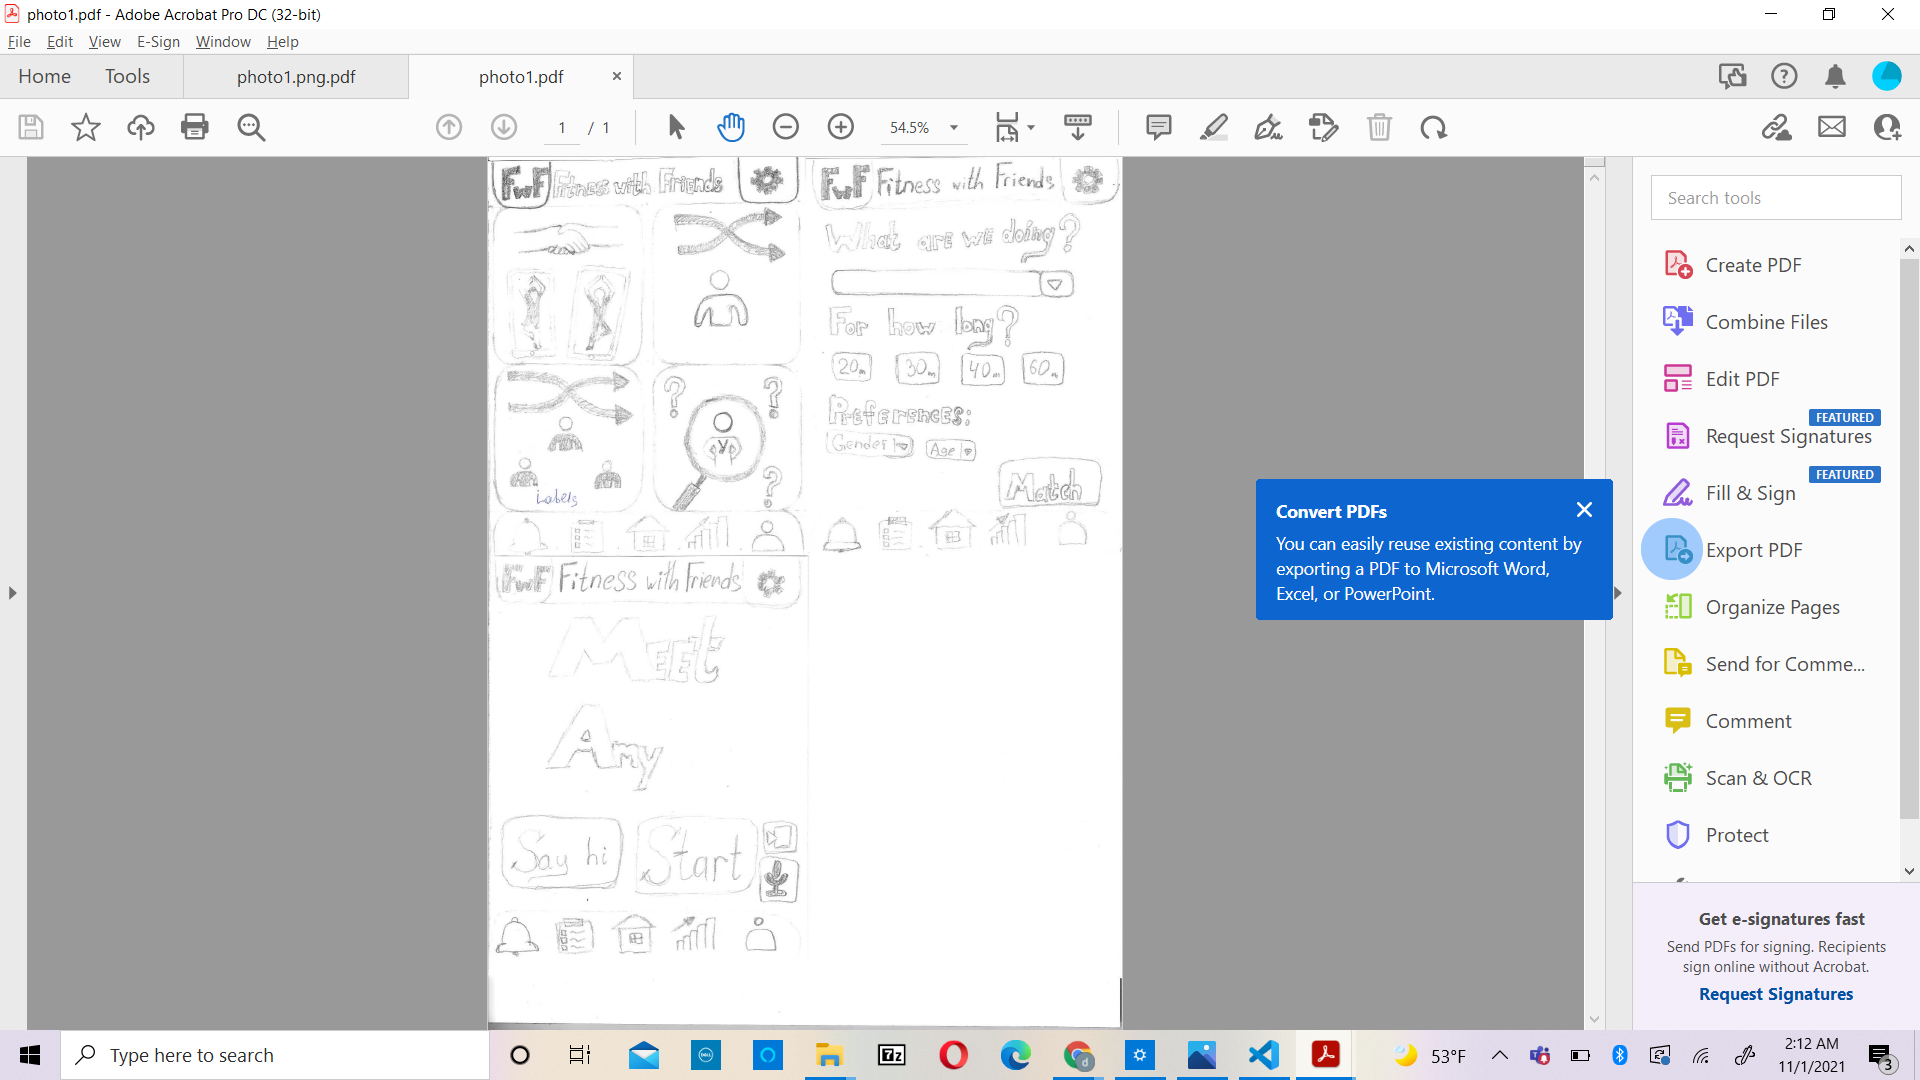 photo1.pdf - Adobe Acrobat Pro DC (32-bit)
File Edit View E-Sign Window Help
Home Tools photo1.png.pdf photo1.pdf
1 / 1 54.5%
FwF Fitness with Friends
Labels
FwF Fitness with Friends
What are we doing?
For how long?
20m 30m 40m 60m
Preferences:
Gender Age
Match
FwF Fitness with Friends
Meet
Amy
Say hi Start
Convert PDFs
You can easily reuse existing content by
exporting a PDF to Microsoft Word,
Excel, or PowerPoint.
Search tools
Create PDF
Combine Files
Edit PDF
FEATURED
Request Signatures
FEATURED
Fill & Sign
Export PDF
Organize Pages
Send for Comme...
Comment
Scan & OCR
Protect
Get e-signatures fast
Send PDFs for signing. Recipients
sign online without Acrobat.
Request Signatures
Type here to search
DELL
7z
53°F
2:12 AM
11/1/2021
3